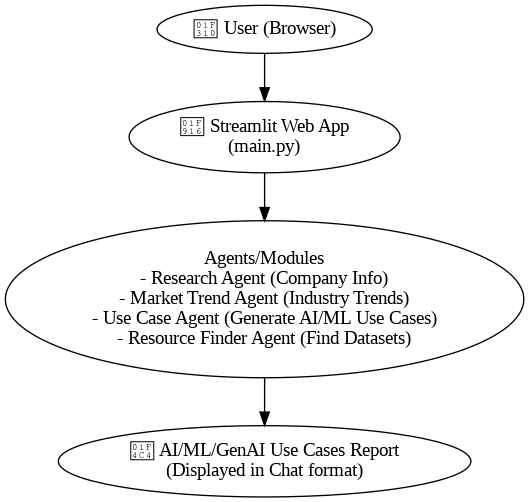 🌐 User (Browser)
🤖 Streamlit Web App
(main.py)
Agents/Modules
- Research Agent (Company Info)
- Market Trend Agent (Industry Trends)
- Use Case Agent (Generate AI/ML Use Cases)
- Resource Finder Agent (Find Datasets)
📄 AI/ML/GenAI Use Cases Report
(Displayed in Chat format)